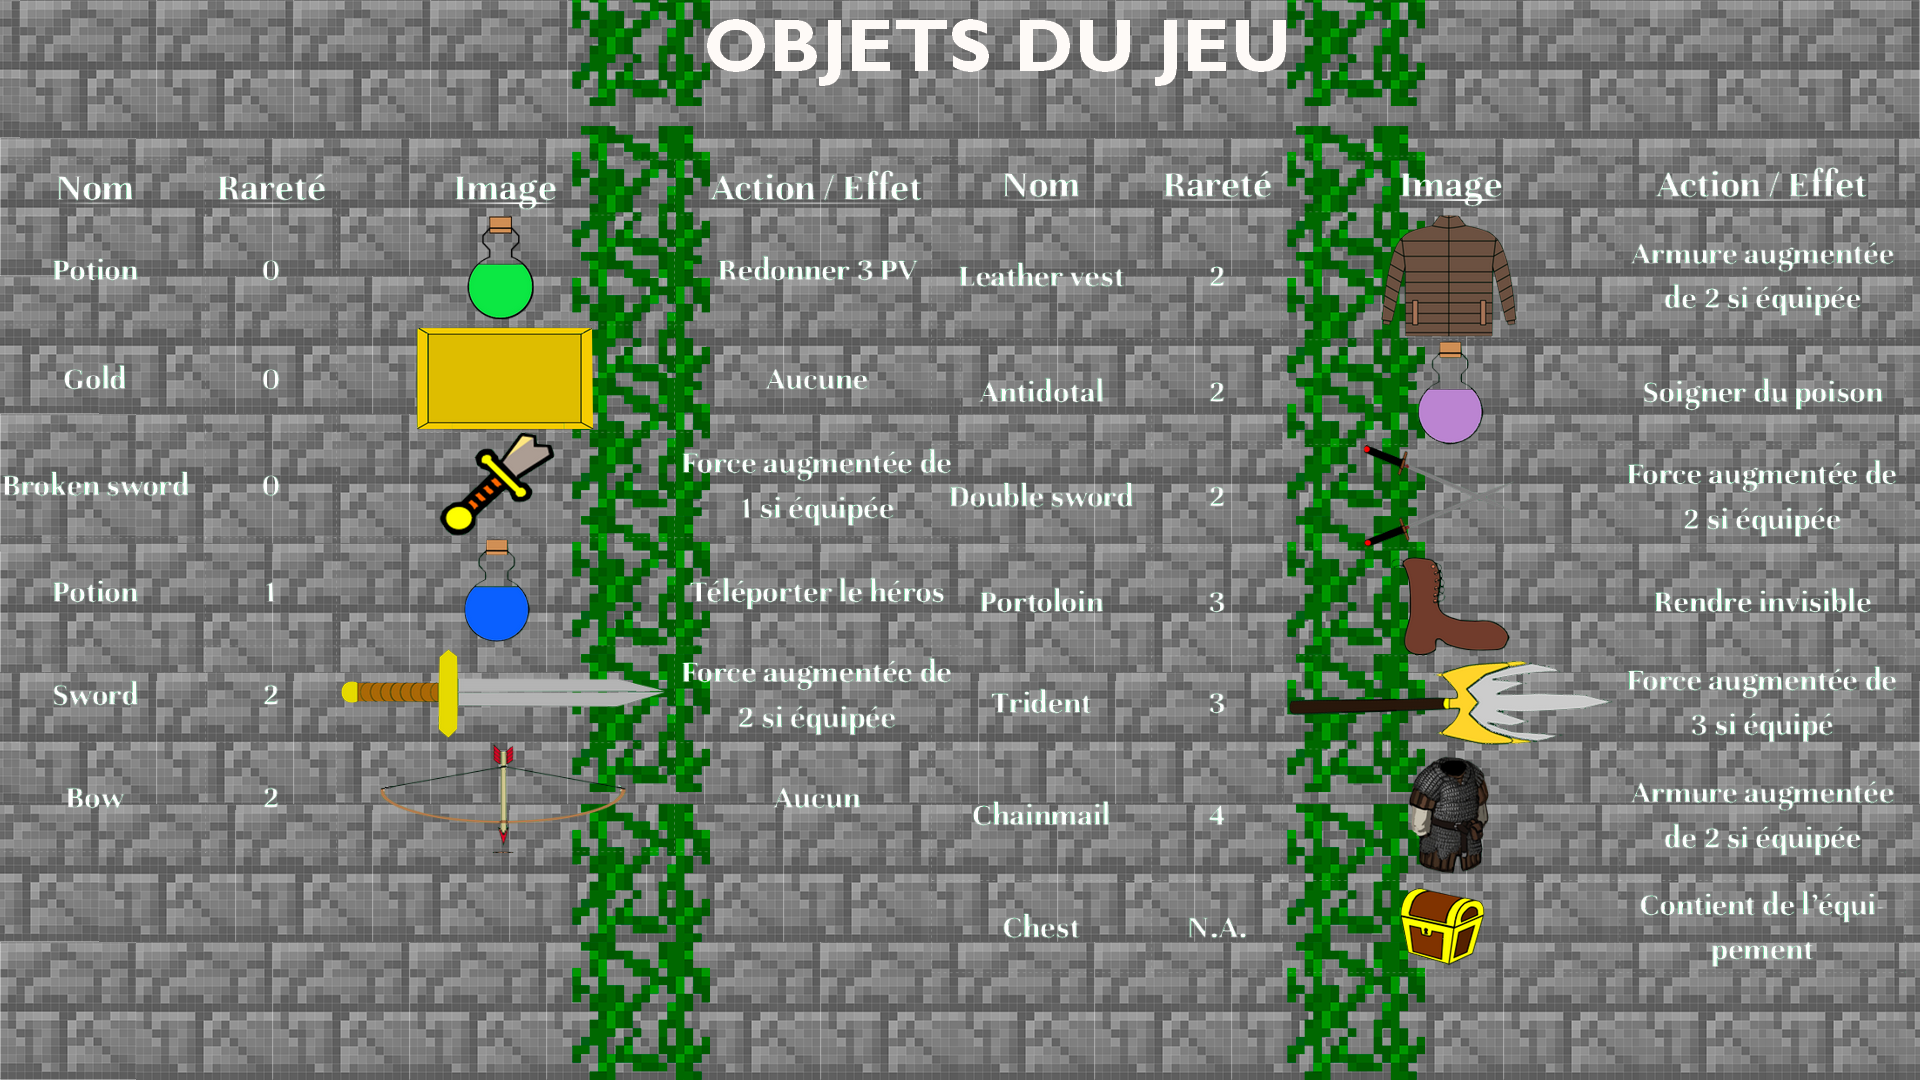 OBJETS DU JEU
Nom Rareté Image Action / Effet
Potion 0 Redonner 3 PV
Gold 0 Aucune
Broken sword 0 Force augmentée de
1 si équipée
Potion 1 Téléporter le héros
Sword 2 Force augmentée de
2 si équipée
Bow 2 Aucun
Nom Rareté Image Action / Effet
Leather vest 2 Armure augmentée
de 2 si équipée
Antidotal 2 Soigner du poison
Double sword 2 Force augmentée de
2 si équipée
Portoloin 3 Rendre invisible
Trident 3 Force augmentée de
3 si équipé
Chainmail 4 Armure augmentée
de 2 si équipée
Chest N.A. Contient de l'équi-
pement